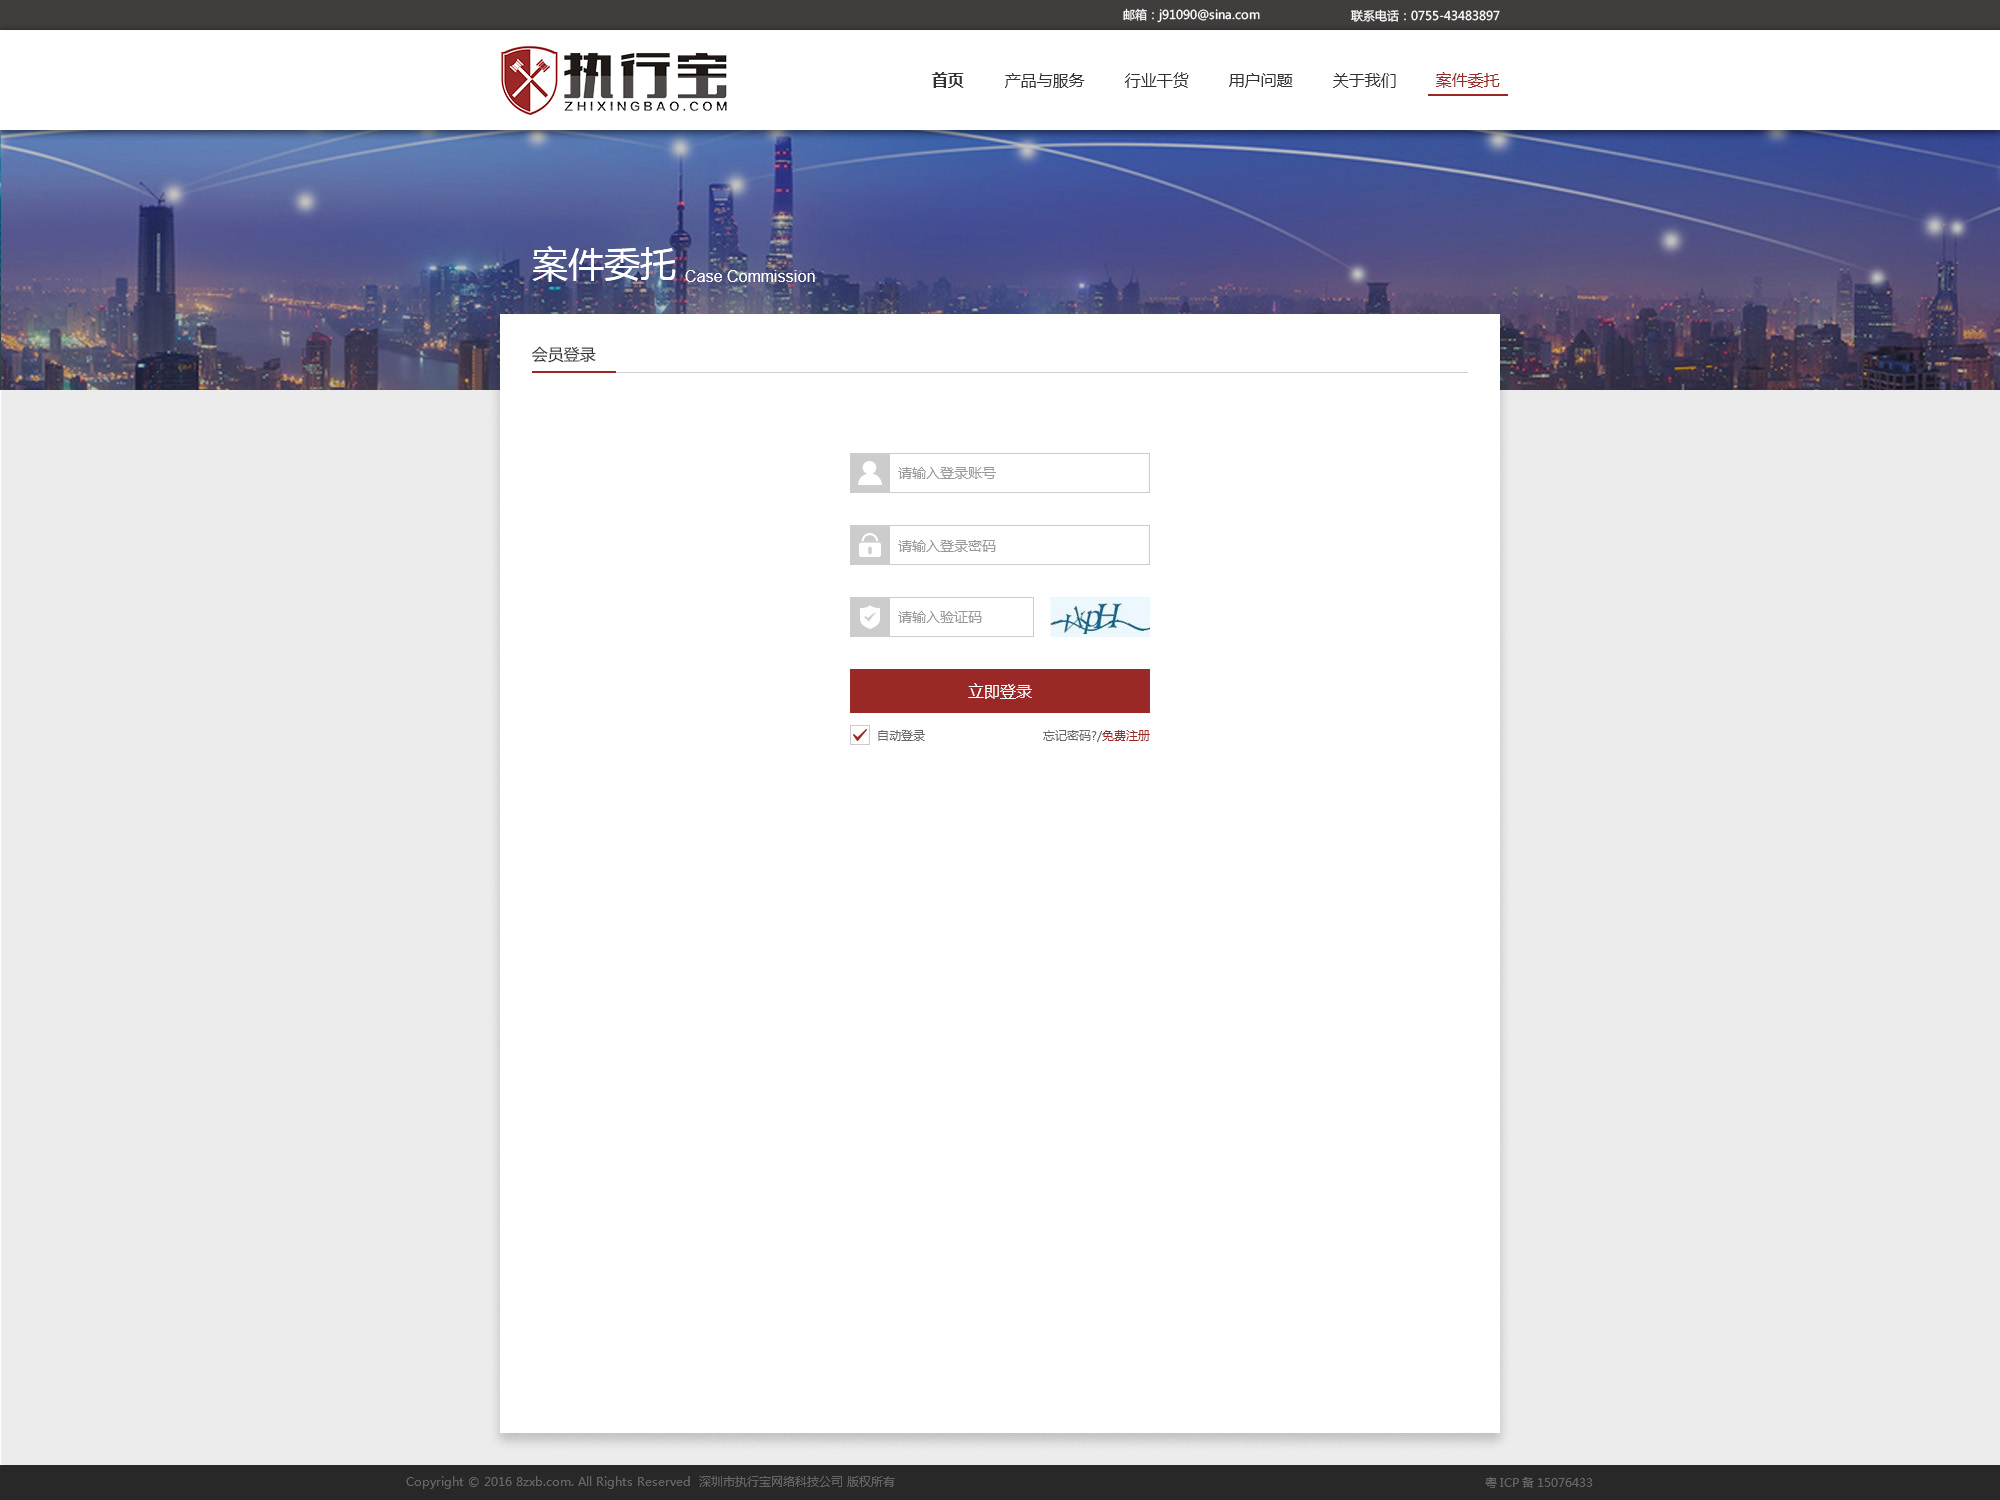 邮箱：j91090@sina.com 联系电话：0755-43483897
执行宝
ZHIXINGBAO.COM
首页 产品与服务 行业干货 用户问题 关于我们 案件委托
案件委托 Case Commission
会员登录
请输入登录账号
请输入登录密码
请输入验证码
立即登录
自动登录 忘记密码?/免费注册
Copyright © 2016 8zxb.com. All Rights Reserved 深圳市执行宝网络科技公司 版权所有 粤 ICP 备 15076433